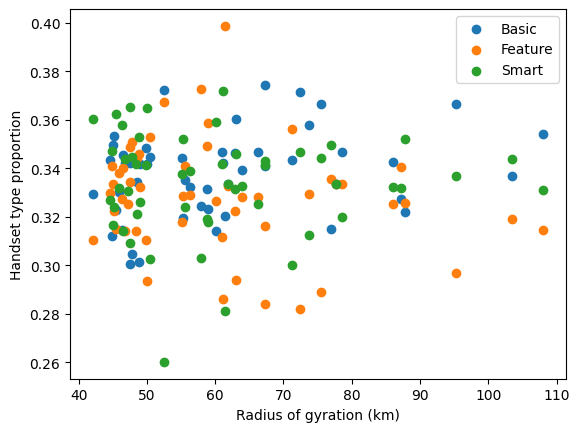 0.40
0.38
0.36
0.34
0.32
0.30
0.28
0.26
Handset type proportion
Basic
Feature
Smart
40 50 60 70 80 90 100 110
Radius of gyration (km)